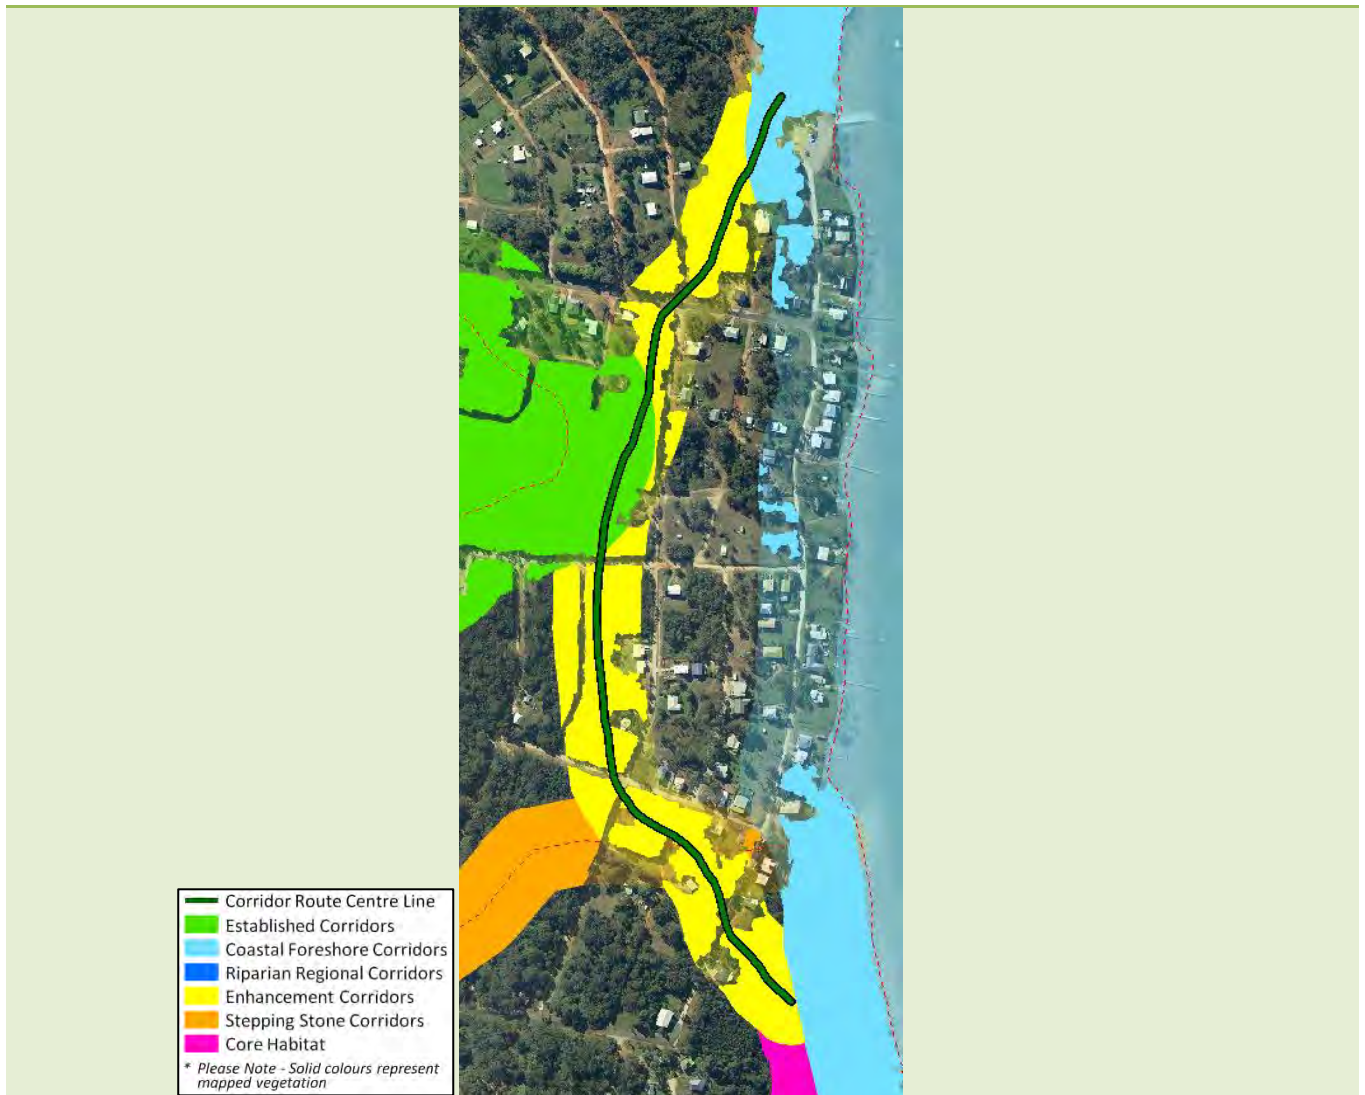 Corridor Route Centre Line
Established Corridors
Coastal Foreshore Corridors
Riparian Regional Corridors
Enhancement Corridors
Stepping Stone Corridors
Core Habitat
* Please Note - Solid colours represent
mapped vegetation